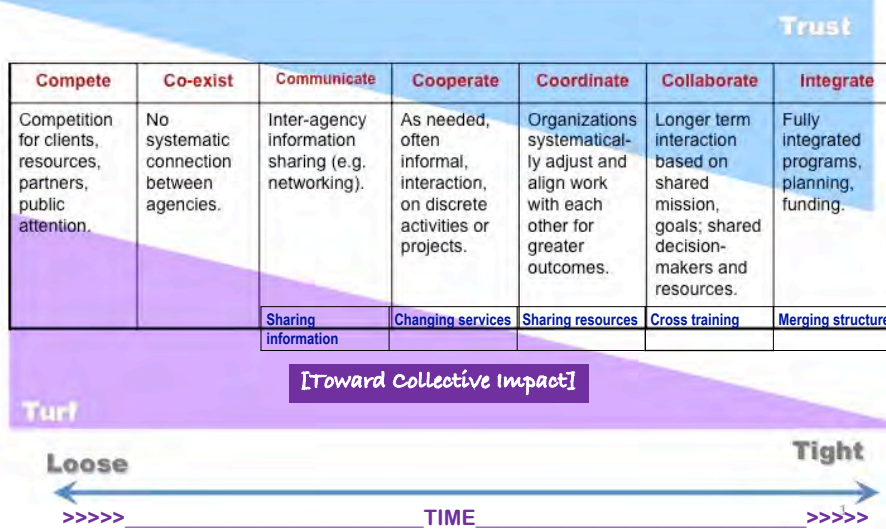 Trust
Compete
Co-exist
Communicate
Cooperate
Coordinate
Collaborate
Integrate
Competition
for clients,
resources,
partners,
public
attention.
No
systematic
connection
between
agencies.
Inter-agency
information
sharing (e.g.
networking).
As needed,
often
informal,
interaction,
on discrete
activities or
projects.
Organizations
systematical-
ly adjust and
align work
with each
other for
greater
outcomes.
Longer term
interaction
based on
shared
mission,
goals; shared
decision-
makers and
resources.
Fully
integrated
programs,
planning,
funding.
Sharing
information
Changing services
Sharing resources
Cross training
Merging structure
[Toward Collective Impact]
Turf
Loose
Tight
1
>>>>>________________________TIME___________________________>>>>>